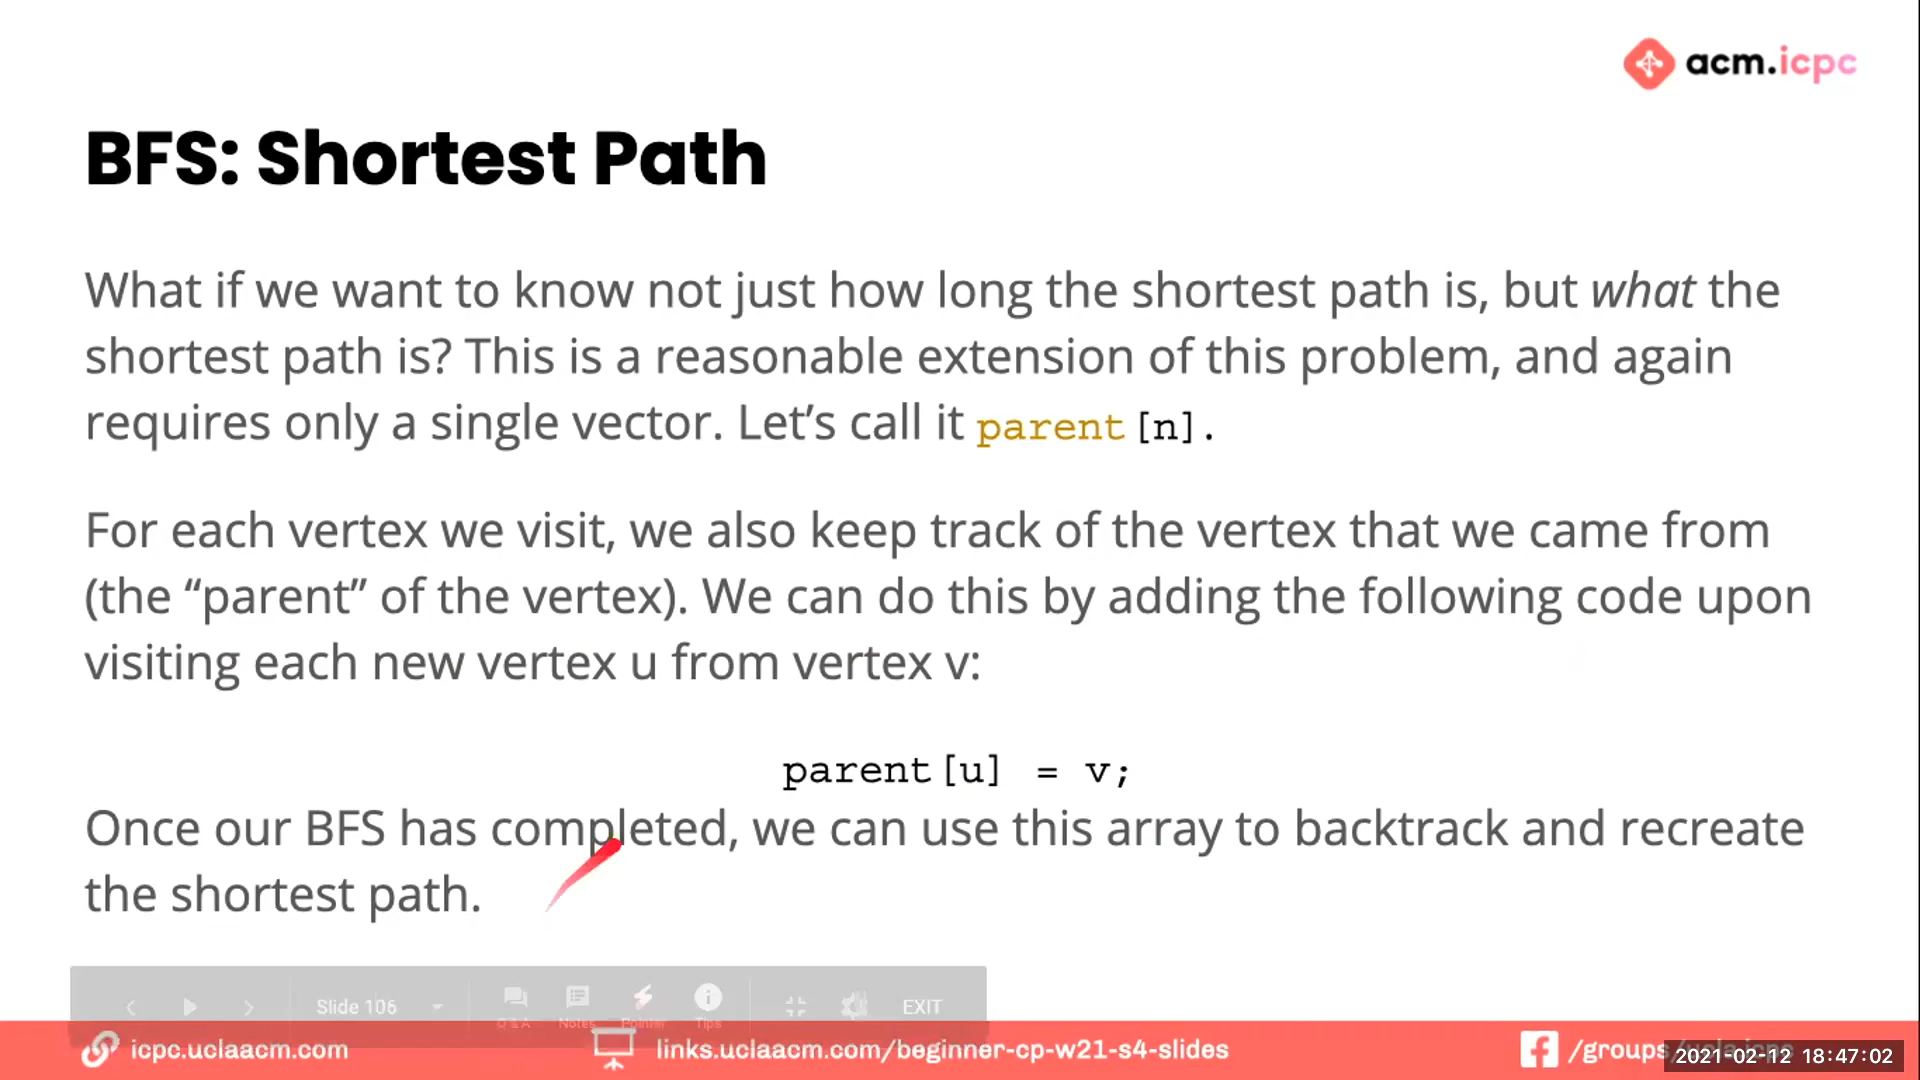 acm.icpc
BFS: Shortest Path
What if we want to know not just how long the shortest path is, but what the
shortest path is? This is a reasonable extension of this problem, and again
requires only a single vector. Let’s call it parent[n].
For each vertex we visit, we also keep track of the vertex that we came from
(the “parent” of the vertex). We can do this by adding the following code upon
visiting each new vertex u from vertex v:
parent[u] = v;
Once our BFS has completed, we can use this array to backtrack and recreate
the shortest path.
Slide 106 EXIT
Q&A Notes Pointer Tips
icpc.uclaacm.com links.uclaacm.com/beginner-cp-w21-s4-slides /groups/
2021-02-12 18:47:02